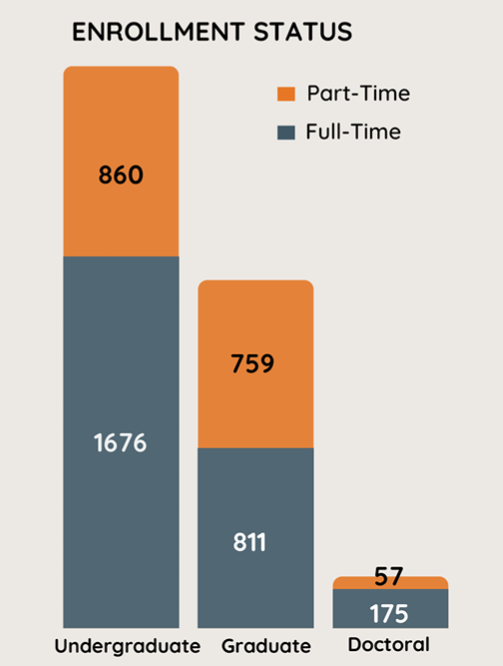 ENROLLMENT STATUS
Part-Time
Full-Time
860
1676
759
811
57
175
Undergraduate Graduate Doctoral